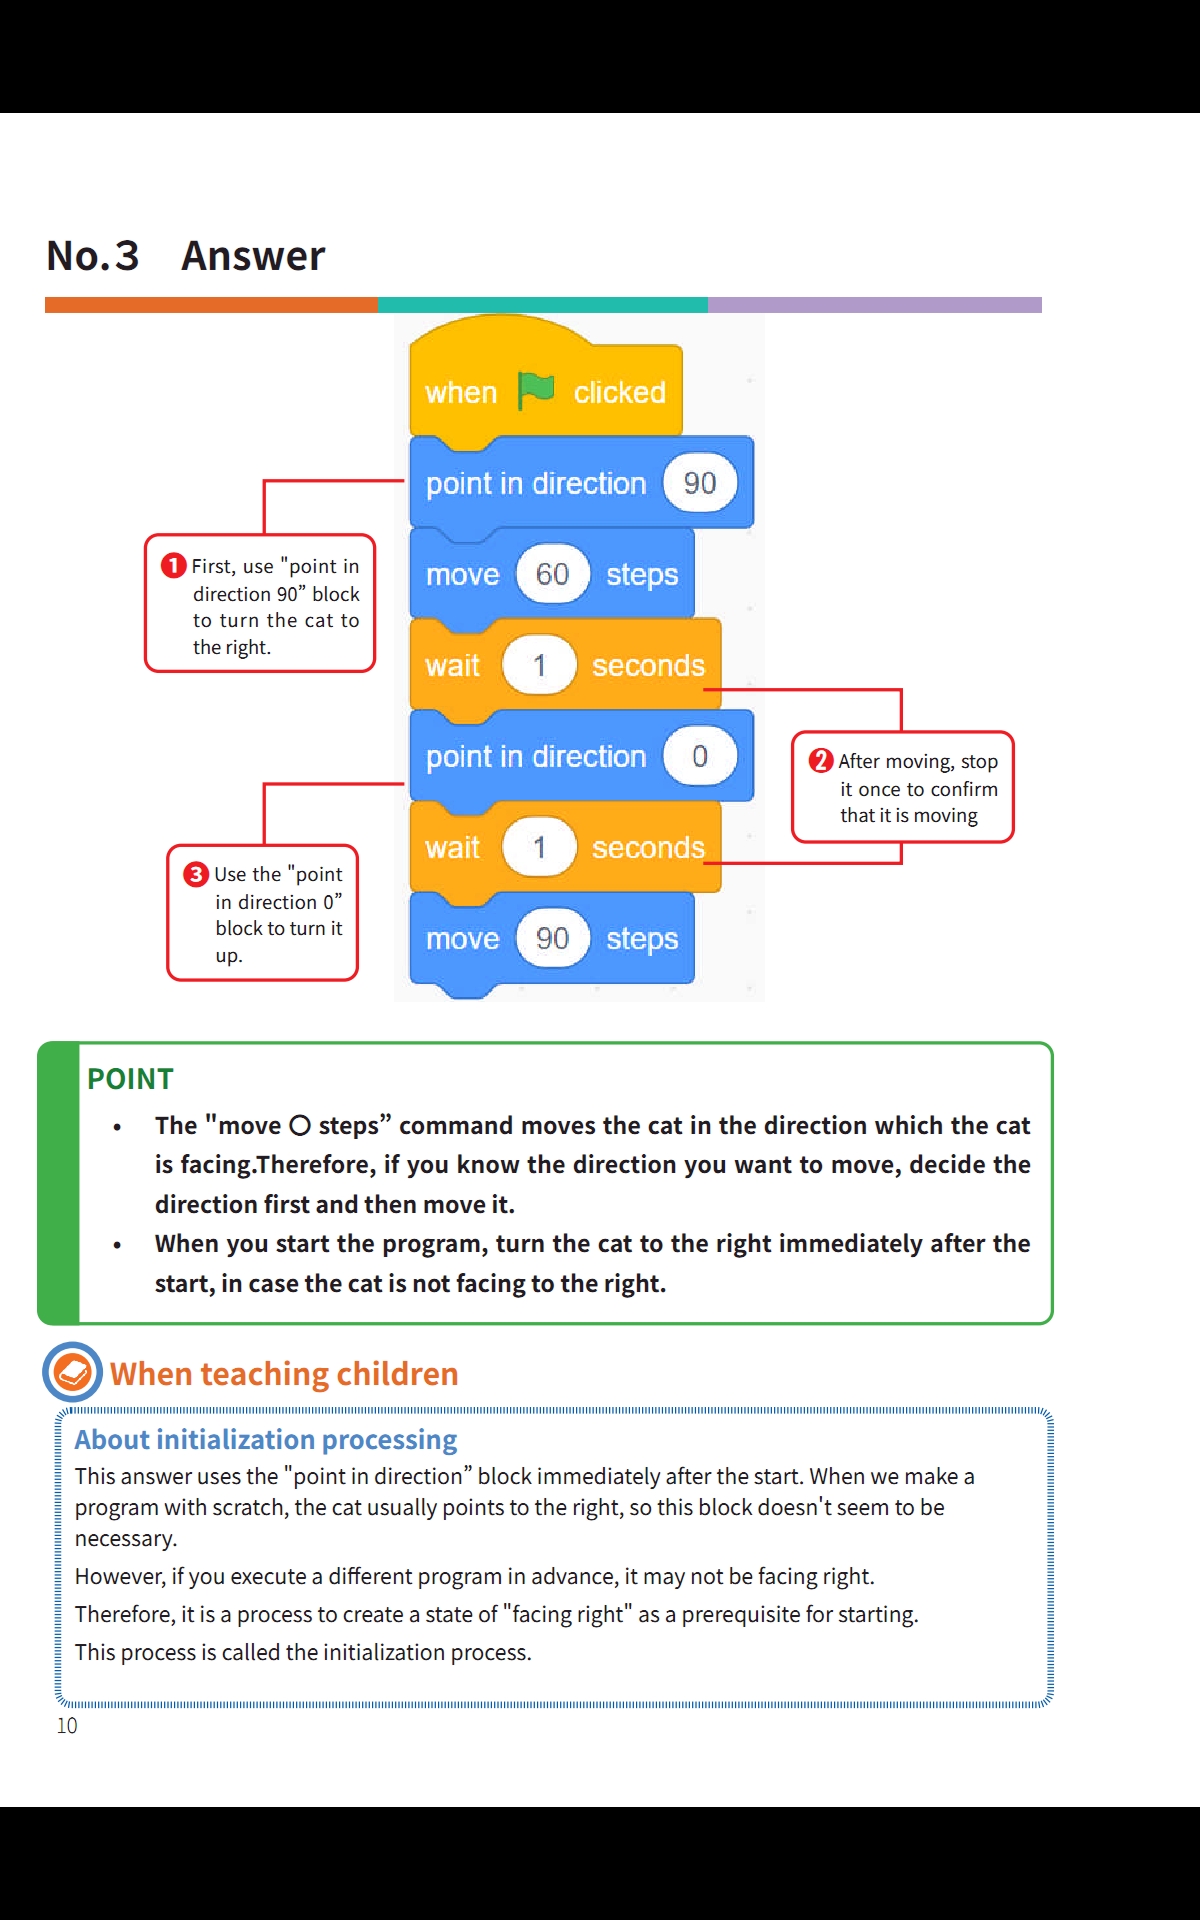 No.3 Answer
when clicked
point in direction 90
move 60 steps
wait 1 seconds
point in direction 0
wait 1 seconds
move 90 steps
❶ First, use "point in
direction 90” block
to turn the cat to
the right.
❷ After moving, stop
it once to confirm
that it is moving
❸ Use the "point
in direction 0”
block to turn it
up.
POINT
• The "move ○ steps” command moves the cat in the direction which the cat
is facing.Therefore, if you know the direction you want to move, decide the
direction first and then move it.
• When you start the program, turn the cat to the right immediately after the
start, in case the cat is not facing to the right.
When teaching children
About initialization processing
This answer uses the "point in direction” block immediately after the start. When we make a
program with scratch, the cat usually points to the right, so this block doesn't seem to be
necessary.
However, if you execute a different program in advance, it may not be facing right.
Therefore, it is a process to create a state of "facing right" as a prerequisite for starting.
This process is called the initialization process.
10